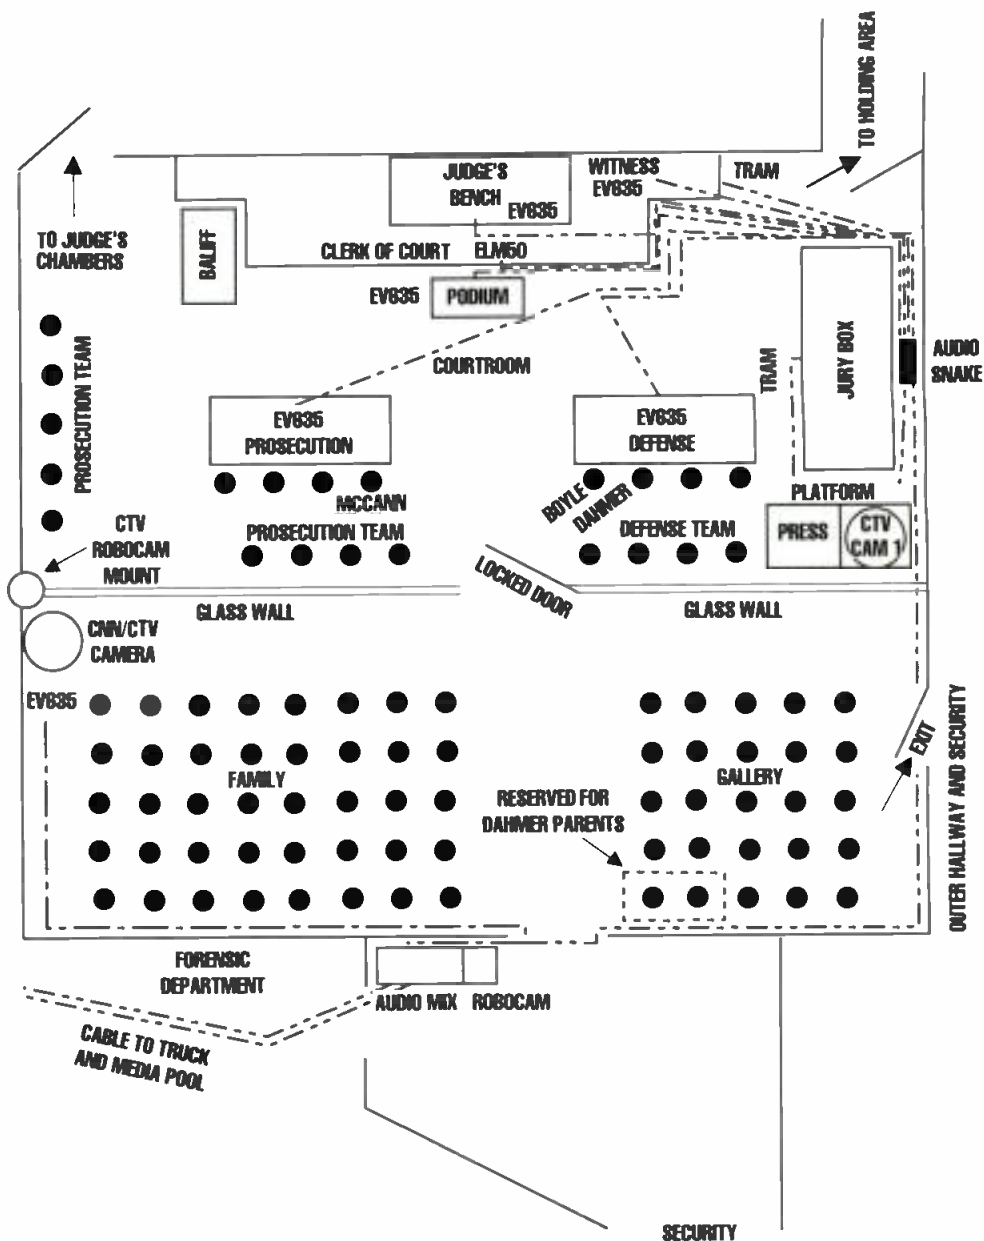 TO HOLDING AREA
JUDGE'S
BENCH
EV635
WITNESS
EV635
TRAM
TO JUDGE'S
CHAMBERS
BALIFF
CLERK OF COURT
ELM50
EV635
PODIUM
COURTROOM
PROSECUTION TEAM
TRAM
JURY BOX
AUDIO
SNAKE
EV635
PROSECUTION
EV635
DEFENSE
MCCANN
PROSECUTION TEAM
BOYLE
DAHMER
DEFENSE TEAM
PLATFORM
PRESS
CTV
CAM 1
CTV
ROBOCAM
MOUNT
LOCKED DOOR
GLASS WALL
GLASS WALL
CNN/CTV
CAMERA
EV635
FAMILY
GALLERY
RESERVED FOR
DAHMER PARENTS
EXIT
OUTER HALLWAY AND SECURITY
FORENSIC
DEPARTMENT
AUDIO MIX
ROBOCAM
CABLE TO TRUCK
AND MEDIA POOL
SECURITY